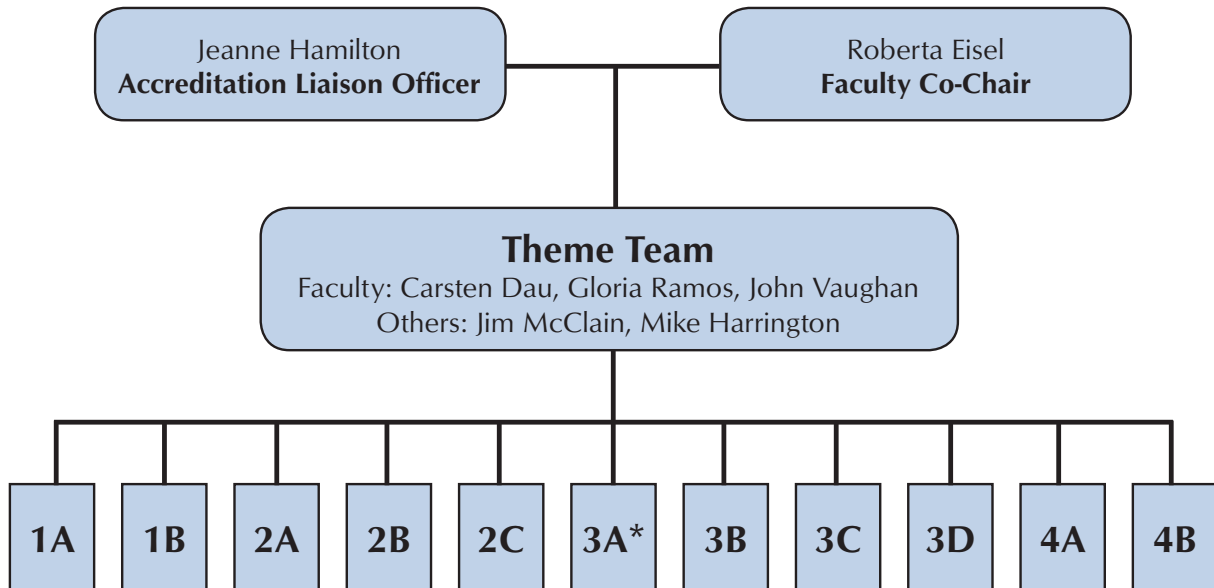 Jeanne Hamilton
Accreditation Liaison Officer
Roberta Eisel
Faculty Co-Chair
Theme Team
Faculty: Carsten Dau, Gloria Ramos, John Vaughan
Others: Jim McClain, Mike Harrington
1A
1B
2A
2B
2C
3A*
3B
3C
3D
4A
4B